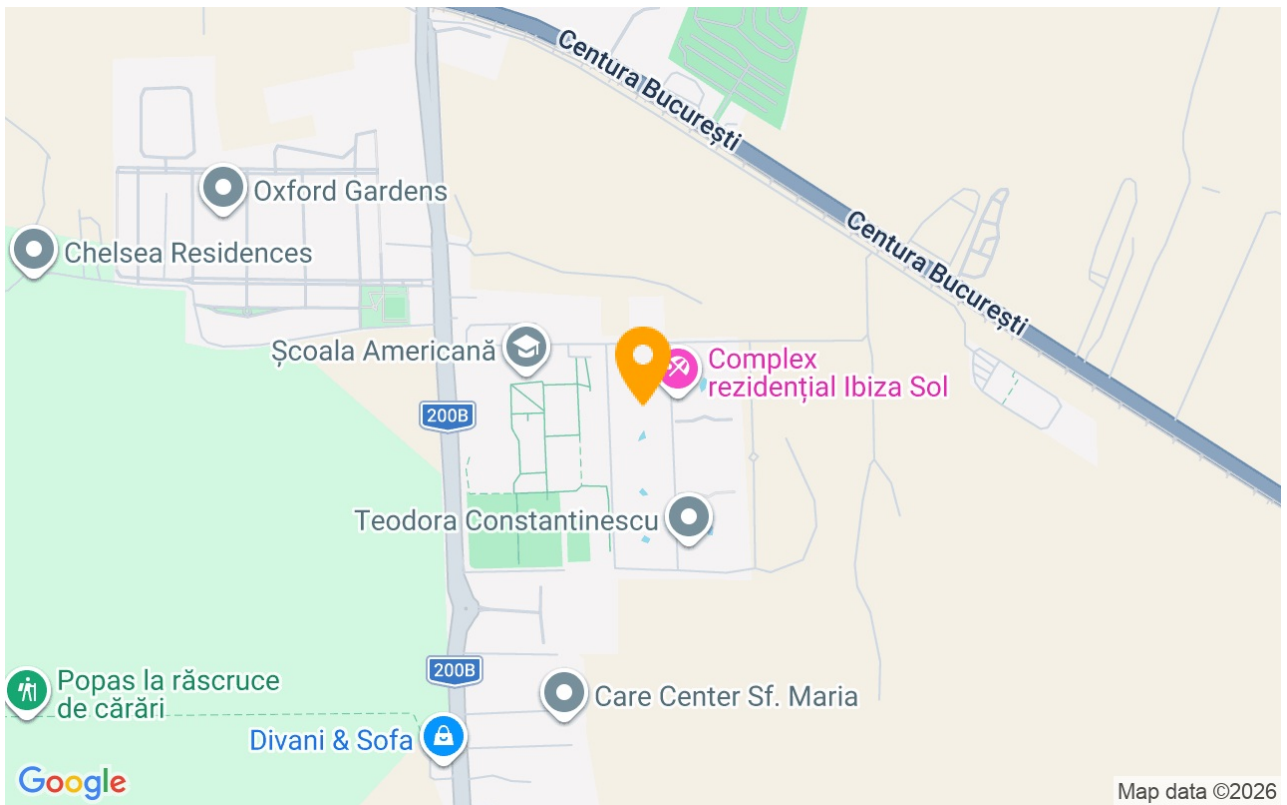 Centura București
Oxford Gardens
Chelsea Residences
Centura București
Școala Americană
Complex
rezidențial Ibiza Sol
200B
Teodora Constantinescu
200B
Popas la răscruce
de cărări
Care Center Sf. Maria
Divani & Sofa
Google
Map data ©2026